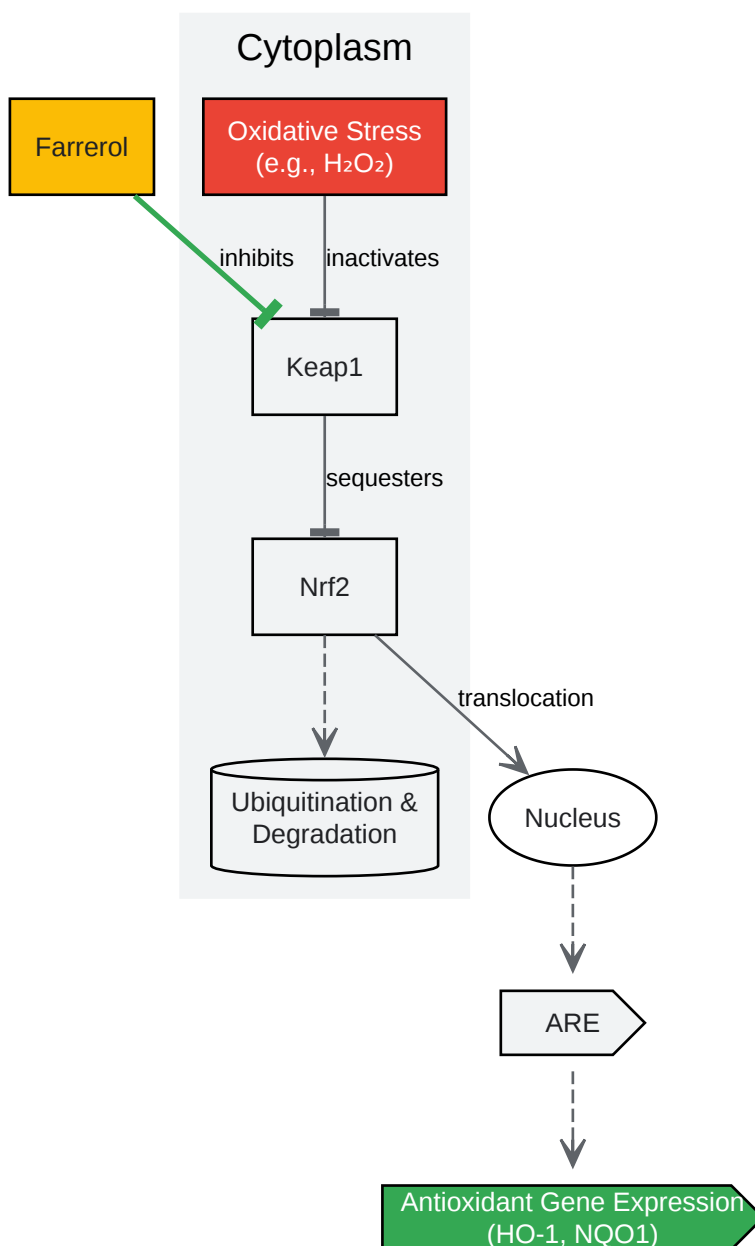 Cytoplasm
Farrerol
Oxidative Stress
(e.g., H₂O₂)
inhibits
inactivates
Keap1
sequesters
Nrf2
translocation
Ubiquitination &
Degradation
Nucleus
ARE
Antioxidant Gene Expression
(HO-1, NQO1)